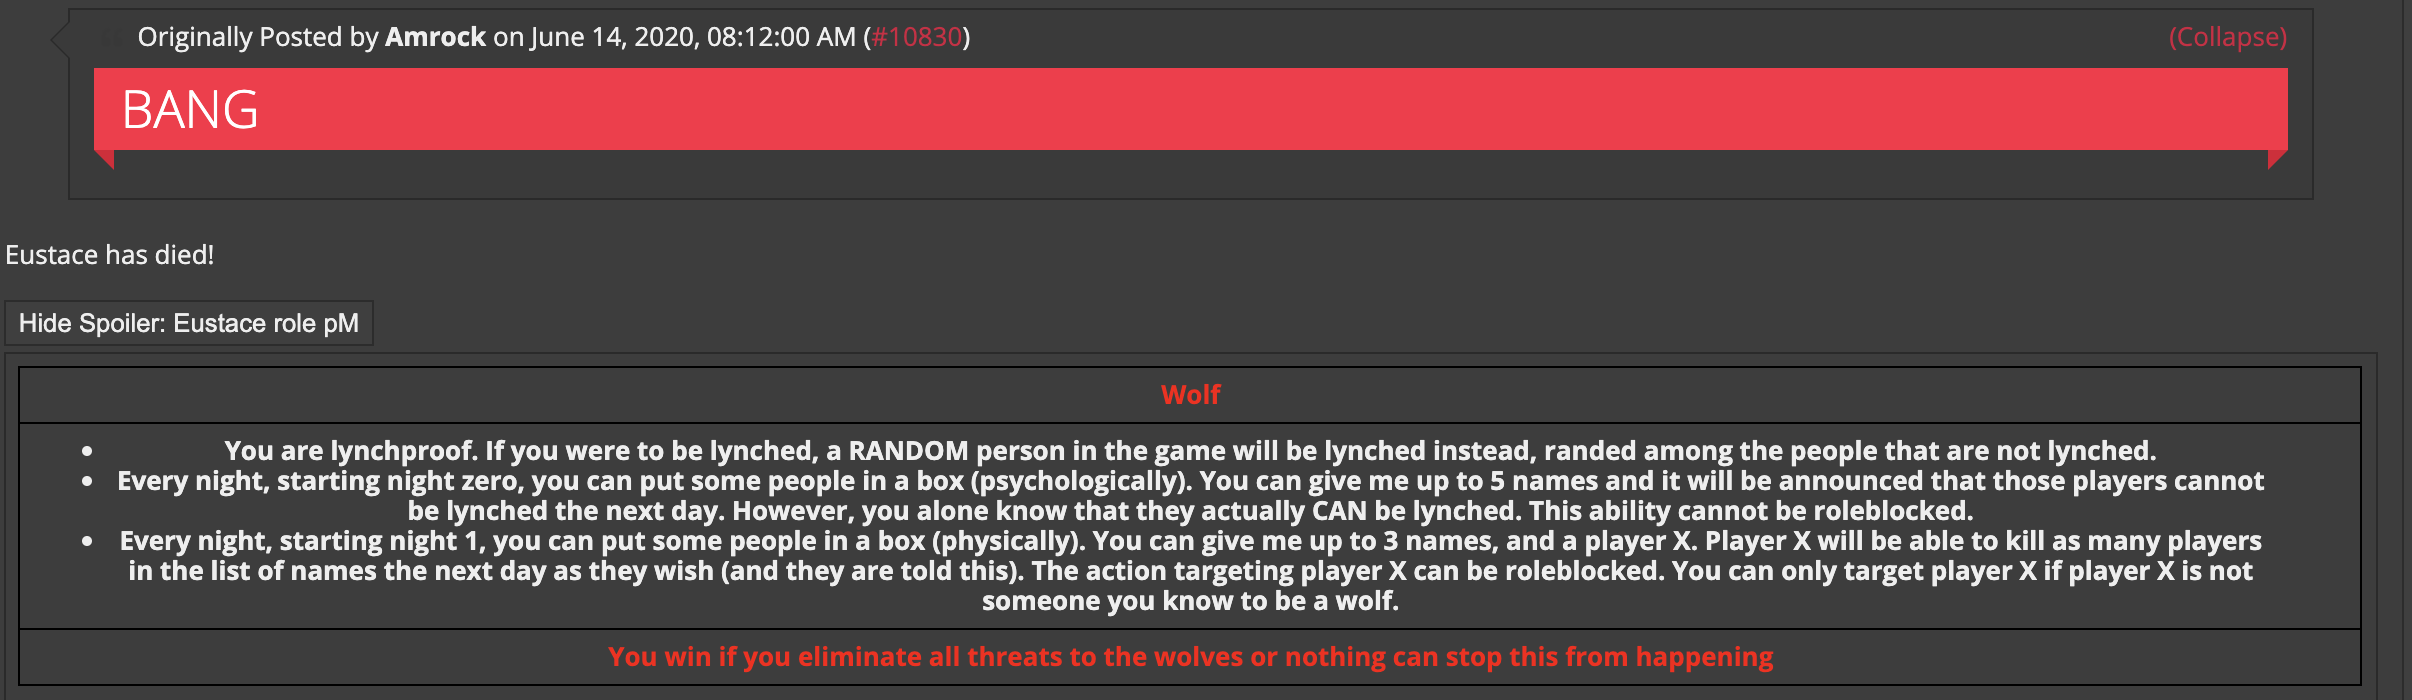 Originally Posted by Amrock on June 14, 2020, 08:12:00 AM (#10830) (Collapse)
BANG
Eustace has died!
Hide Spoiler: Eustace role pM
Wolf
• You are lynchproof. If you were to be lynched, a RANDOM person in the game will be lynched instead, randed among the people that are not lynched.
• Every night, starting night zero, you can put some people in a box (psychologically). You can give me up to 5 names and it will be announced that those players cannot
be lynched the next day. However, you alone know that they actually CAN be lynched. This ability cannot be roleblocked.
• Every night, starting night 1, you can put some people in a box (physically). You can give me up to 3 names, and a player X. Player X will be able to kill as many players
in the list of names the next day as they wish (and they are told this). The action targeting player X can be roleblocked. You can only target player X if player X is not
someone you know to be a wolf.
You win if you eliminate all threats to the wolves or nothing can stop this from happening